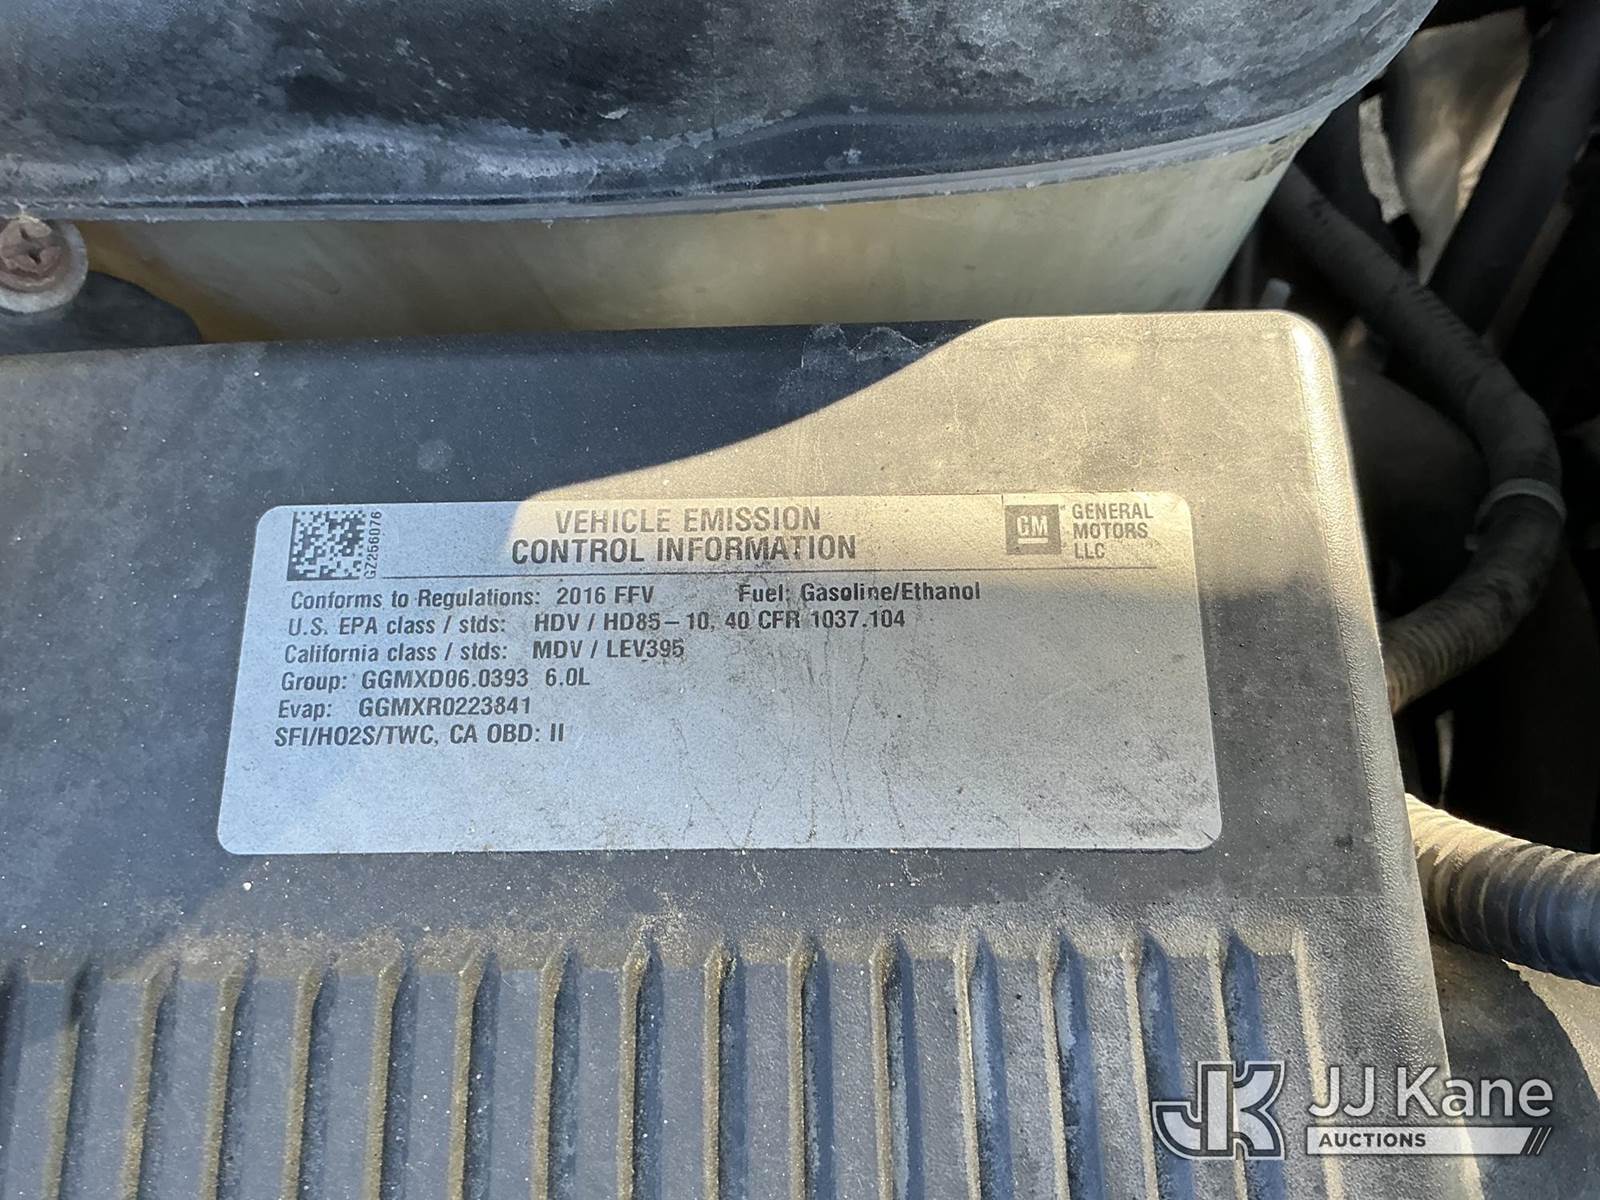 GZ256076
VEHICLE EMISSION
CONTROL INFORMATION
GM
GENERAL
MOTORS
LLC
Conforms to Regulations: 2016 FFV Fuel: Gasoline/Ethanol
U.S. EPA class / stds: HDV / HD85-10, 40 CFR 1037.104
California class / stds: MDV / LEV395
Group: GGMXD06.0393 6.0L
Evap: GGMXR0223841
SFI/HO2S/TWC, CA OBD: II
JK JJ Kane
AUCTIONS